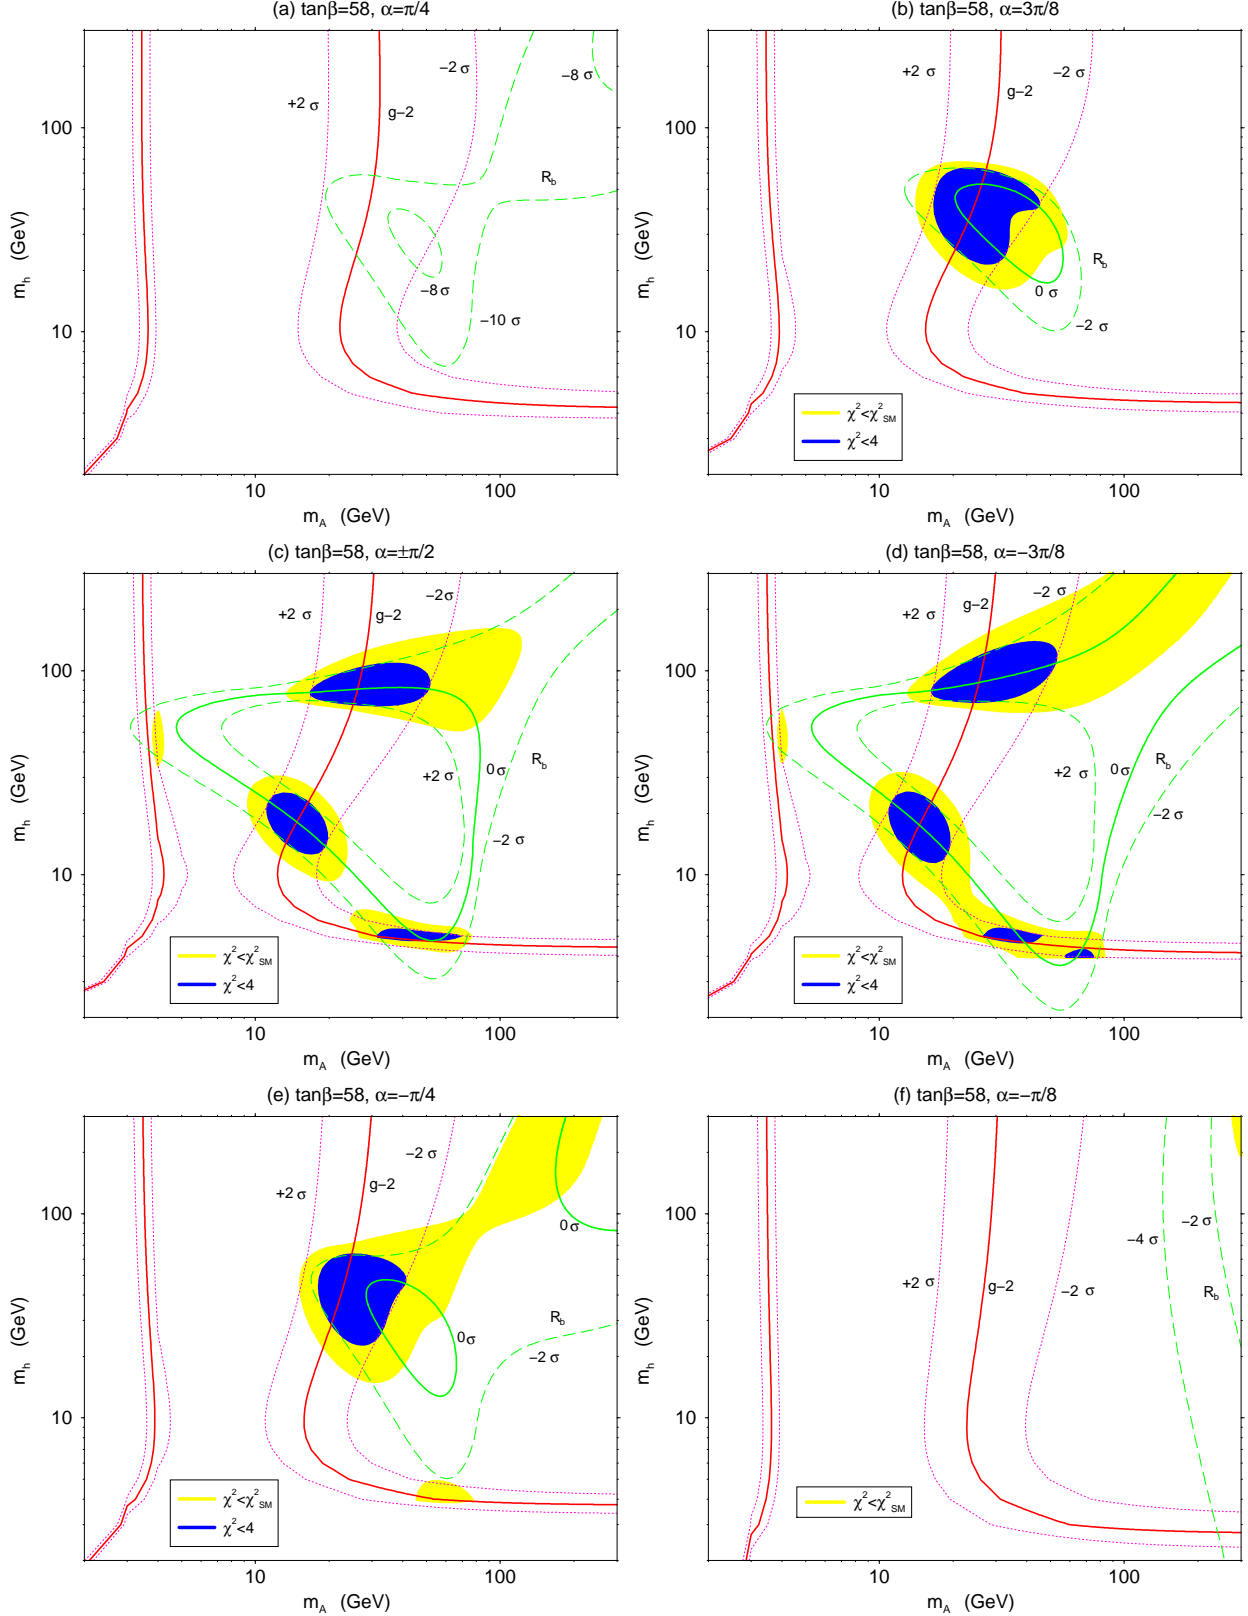 (a) tanβ=58, α=π/4
+2 σ
g−2
−2 σ
−8 σ
R_b
−8 σ
−10 σ
100
10
m_h (GeV)
10
100
m_A (GeV)
(b) tanβ=58, α=3π/8
+2 σ
g−2
−2 σ
R_b
0 σ
−2 σ
χ²<χ²_SM
χ²<4
100
10
m_h (GeV)
10
100
m_A (GeV)
(c) tanβ=58, α=±π/2
+2 σ
g−2
−2σ
+2 σ
0σ
R_b
−2 σ
χ²<χ²_SM
χ²<4
100
10
m_h (GeV)
10
100
m_A (GeV)
(d) tanβ=58, α=−3π/8
+2 σ
g−2
−2 σ
+2 σ
0σ
R_b
−2 σ
χ²<χ²_SM
χ²<4
100
10
m_h (GeV)
10
100
m_A (GeV)
(e) tanβ=58, α=−π/4
+2 σ
g−2
−2 σ
0σ
0σ
R_b
−2 σ
χ²<χ²_SM
χ²<4
100
10
m_h (GeV)
10
100
m_A (GeV)
(f) tanβ=58, α=−π/8
+2 σ
g−2
−2 σ
−4 σ
−2 σ
R_b
χ²<χ²_SM
100
10
m_h (GeV)
10
100
m_A (GeV)